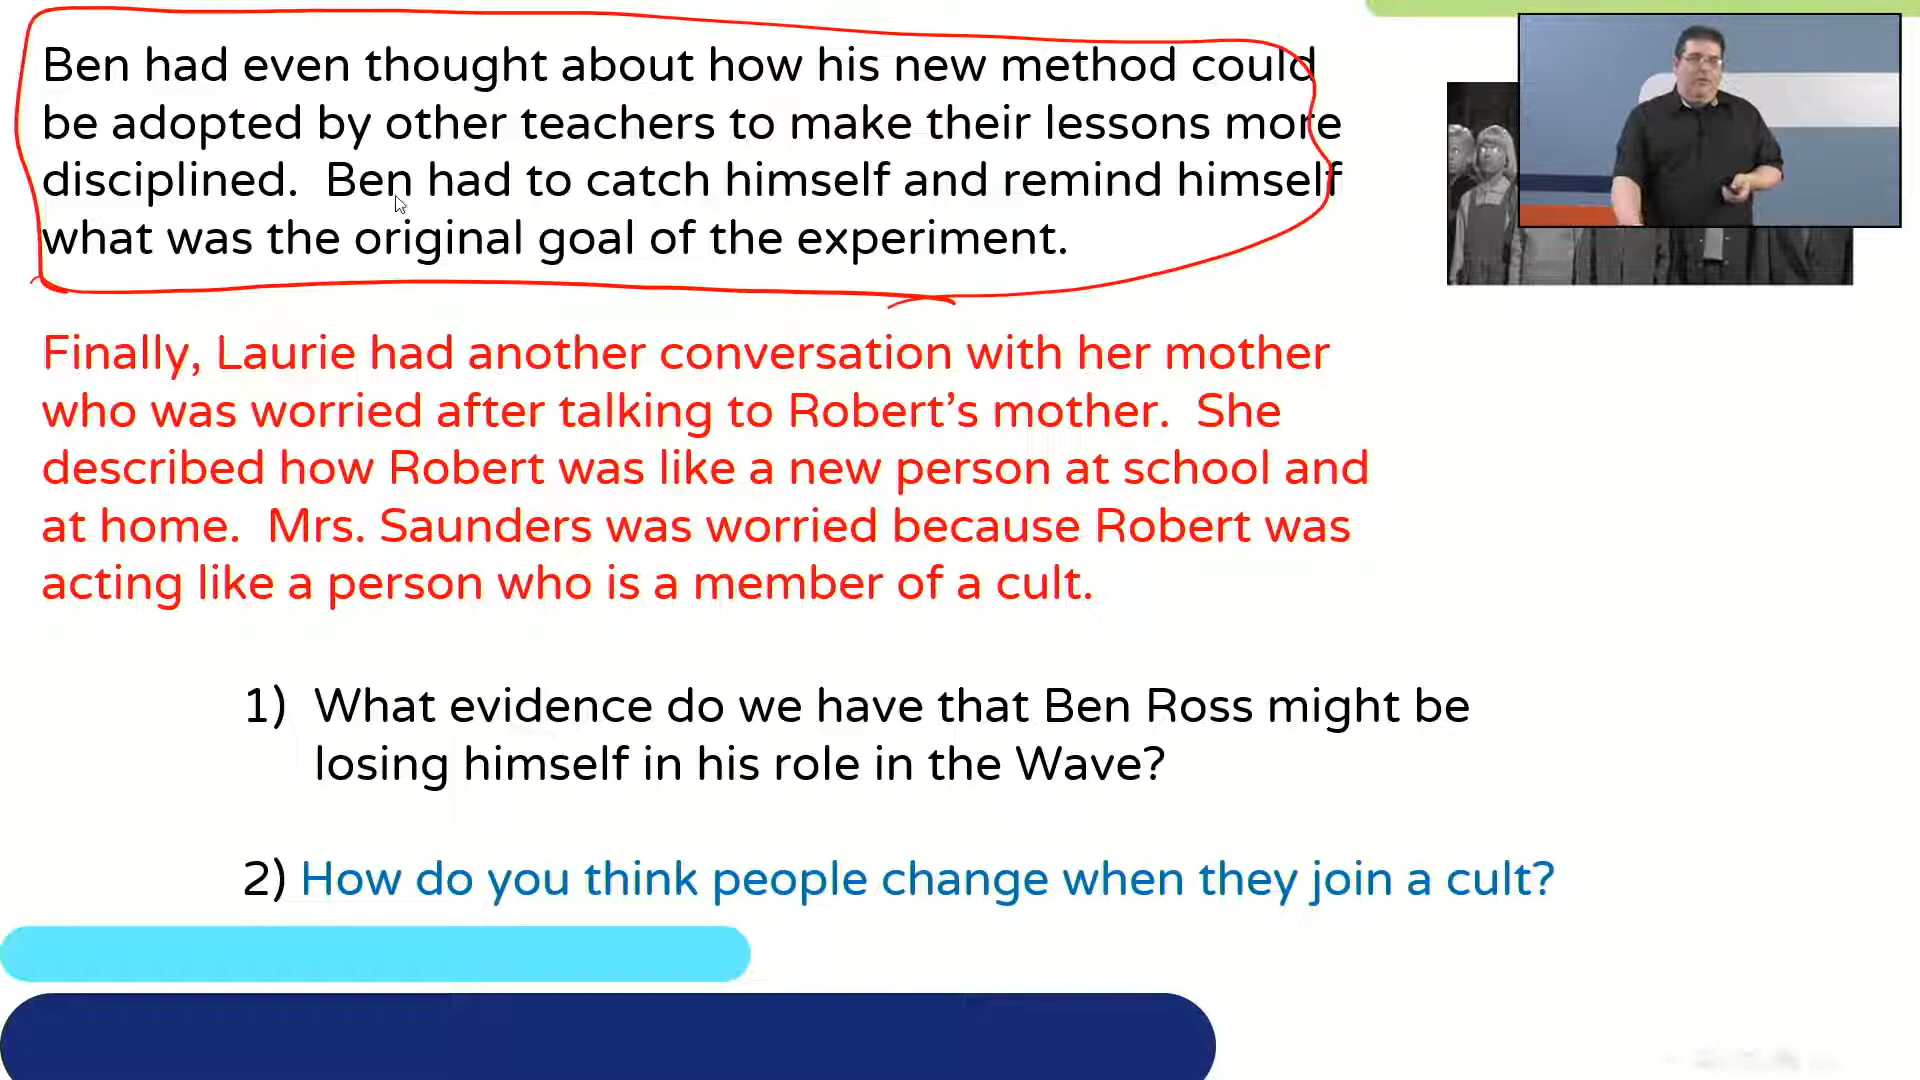 Ben had even thought about how his new method could
be adopted by other teachers to make their lessons more
disciplined.  Ben had to catch himself and remind himself
what was the original goal of the experiment.
Finally, Laurie had another conversation with her mother
who was worried after talking to Robert’s mother.  She
described how Robert was like a new person at school and
at home.  Mrs. Saunders was worried because Robert was
acting like a person who is a member of a cult.
1)  What evidence do we have that Ben Ross might be
losing himself in his role in the Wave?
2) How do you think people change when they join a cult?